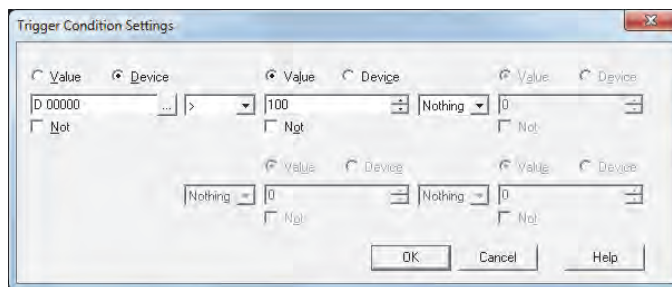 Trigger Condition Settings
Value Device Value Device Value Device
D 00000 ... > 100 Nothing 0
Not Not Not
Value Device Value Device
Nothing 0 Nothing 0
Not Not
OK Cancel Help